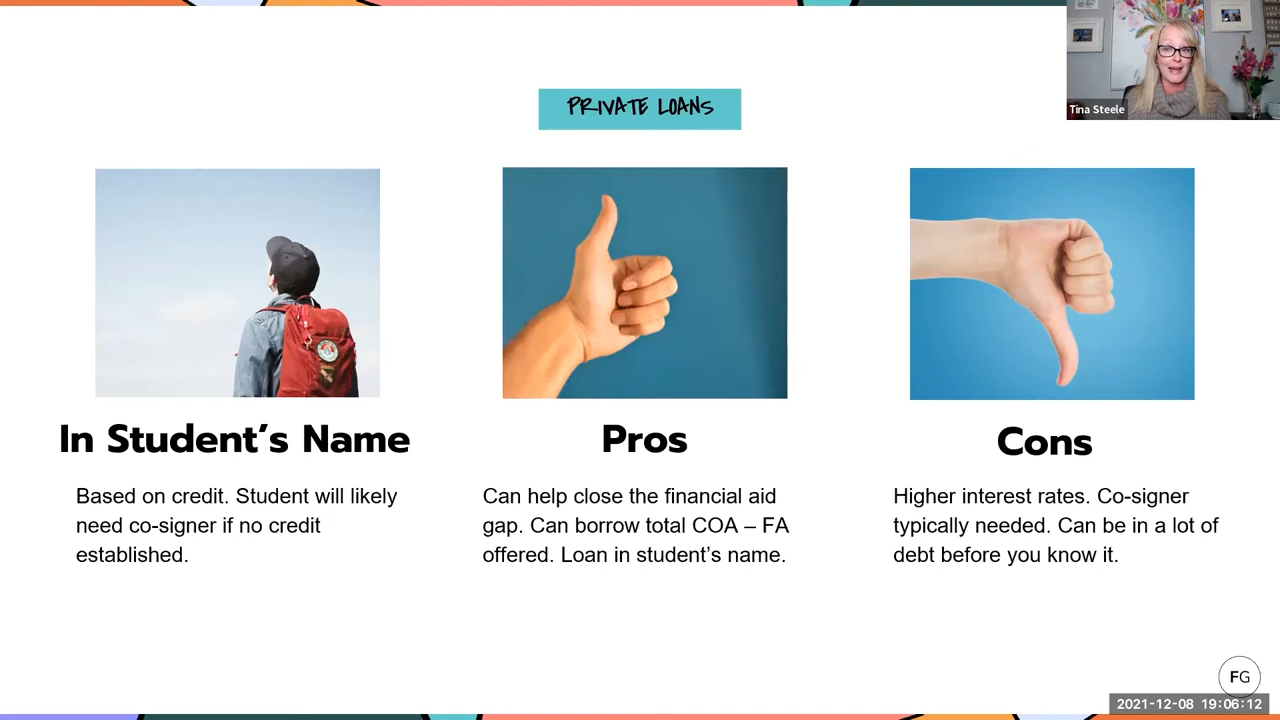 PRIVATE LOANS
Tina Steele
In Student's Name
Based on credit. Student will likely
need co-signer if no credit
established.
Pros
Can help close the financial aid
gap. Can borrow total COA – FA
offered. Loan in student's name.
Cons
Higher interest rates. Co-signer
typically needed. Can be in a lot of
debt before you know it.
FG
2021-12-08 19:06:12